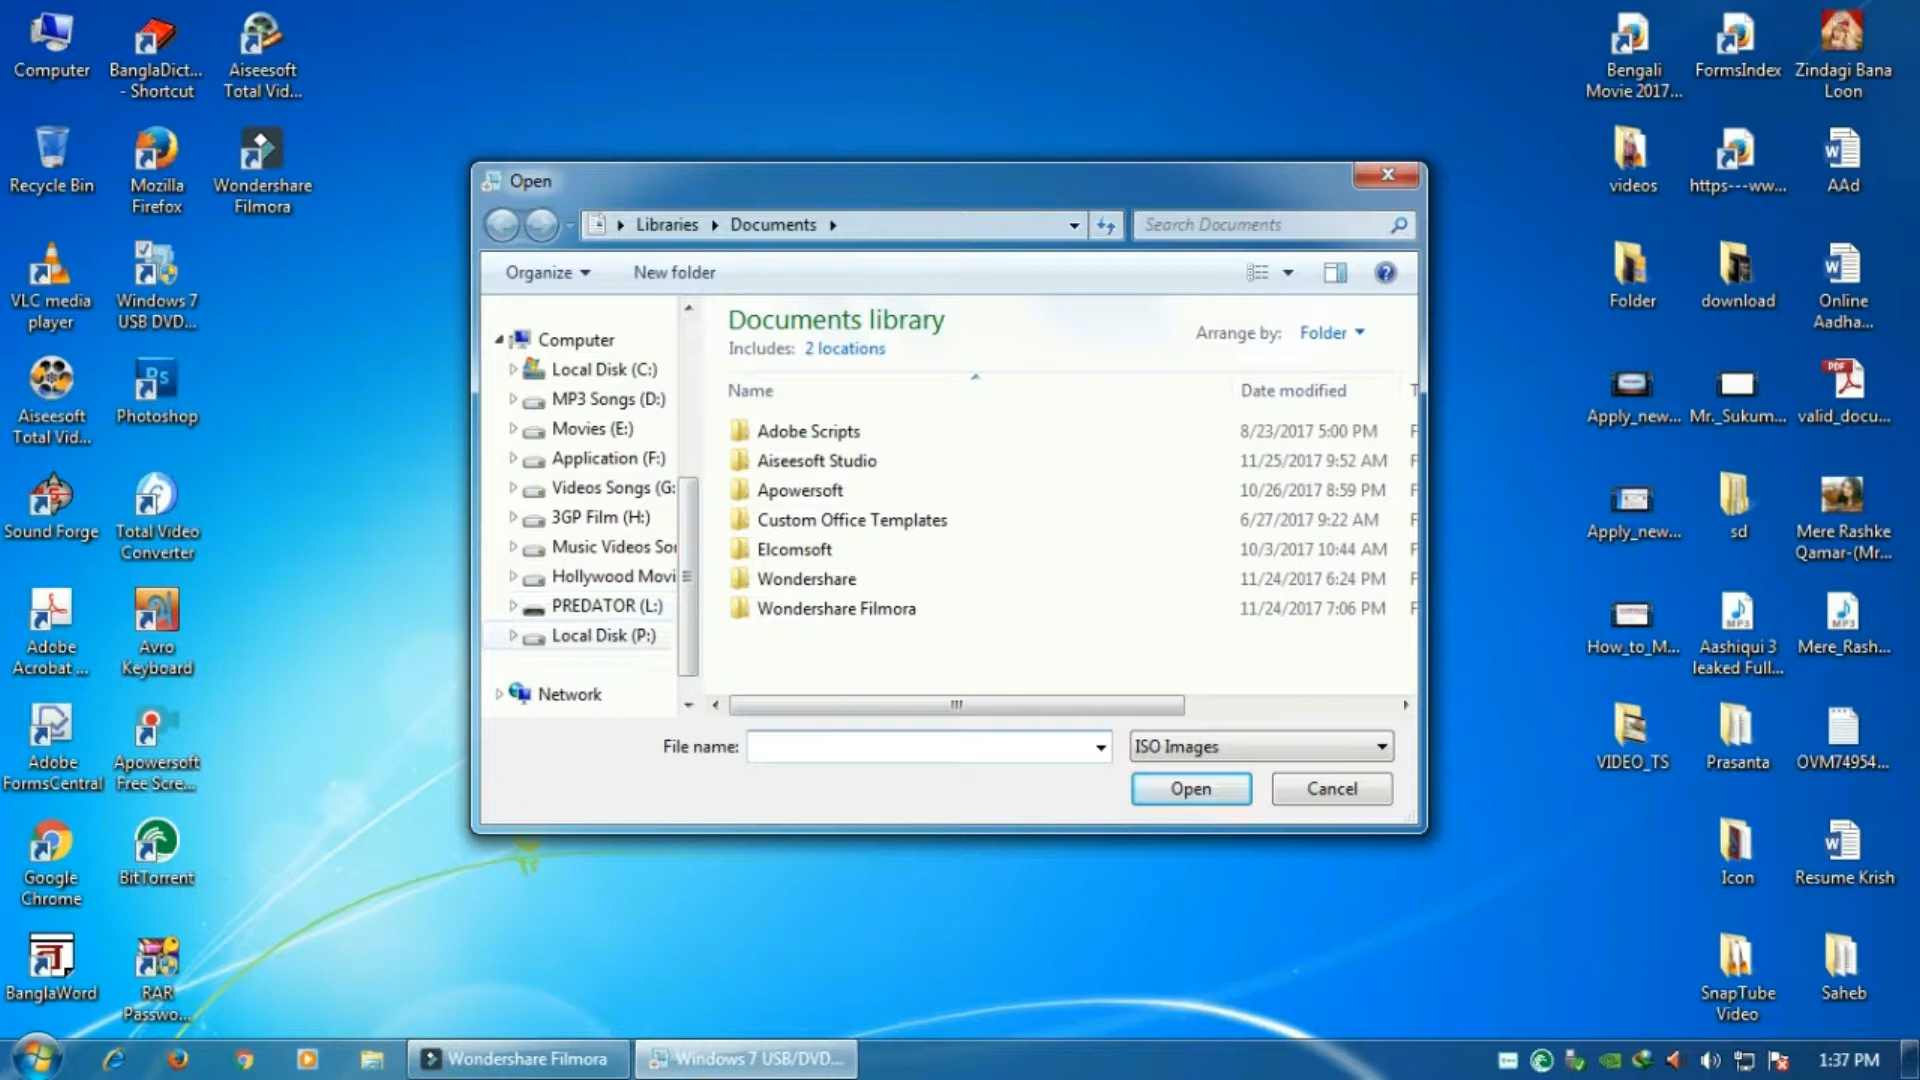 Computer
BanglaDict...
- Shortcut
Aiseesoft
Total Vid...
Recycle Bin
Mozilla
Firefox
Wondershare
Filmora
VLC media
player
Windows 7
USB DVD...
Aiseesoft
Total Vid...
Photoshop
Sound Forge
Total Video
Converter
Adobe
Acrobat ...
Avro
Keyboard
Adobe
FormsCentral
Apowersoft
Free Scre...
Google
Chrome
BitTorrent
BanglaWord
RAR
Passwo...
Open
Libraries
Documents
Search Documents
Organize
New folder
Computer
Local Disk (C:)
MP3 Songs (D:)
Movies (E:)
Application (F:)
Videos Songs (G:
3GP Film (H:)
Music Videos Son
Hollywood Movi
PREDATOR (L:)
Local Disk (P:)
Network
Documents library
Includes: 2 locations
Arrange by: Folder
Name Date modified T
Adobe Scripts 8/23/2017 5:00 PM F
Aiseesoft Studio 11/25/2017 9:52 AM F
Apowersoft 10/26/2017 8:59 PM F
Custom Office Templates 6/27/2017 9:22 AM F
Elcomsoft 10/3/2017 10:44 AM F
Wondershare 11/24/2017 6:24 PM F
Wondershare Filmora 11/24/2017 7:06 PM F
File name:
ISO Images
Open
Cancel
Bengali
Movie 2017...
FormsIndex
Zindagi Bana
Loon
videos
https---ww...
AAd
Folder
download
Online
Aadha...
Apply_new...
Mr._Sukum...
PDF
valid_docu...
Apply_new...
sd
Mere Rashke
Qamar-(Mr...
How_to_M...
MP3
Aashiqui 3
leaked Full...
MP3
Mere_Rash...
VIDEO_TS
Prasanta
OVM74954...
Icon
Resume Krish
SnapTube
Video
Saheb
Wondershare Filmora
Windows 7 USB/DVD...
1:37 PM